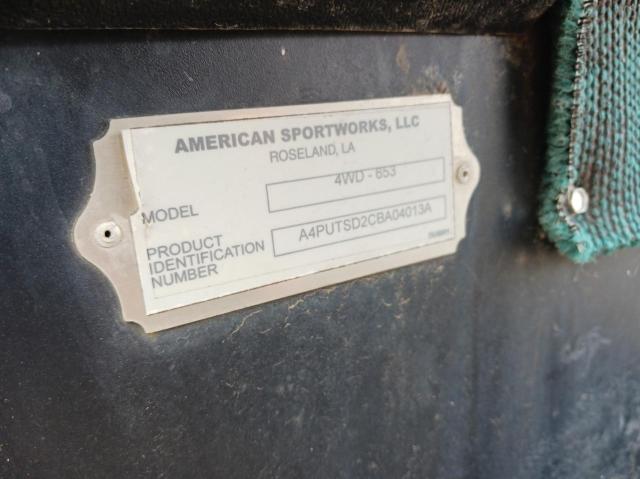 AMERICAN SPORTWORKS, LLC
ROSELAND, LA
MODEL
4WD - 653
PRODUCT
IDENTIFICATION
NUMBER
A4PUTSD2CBA04013A